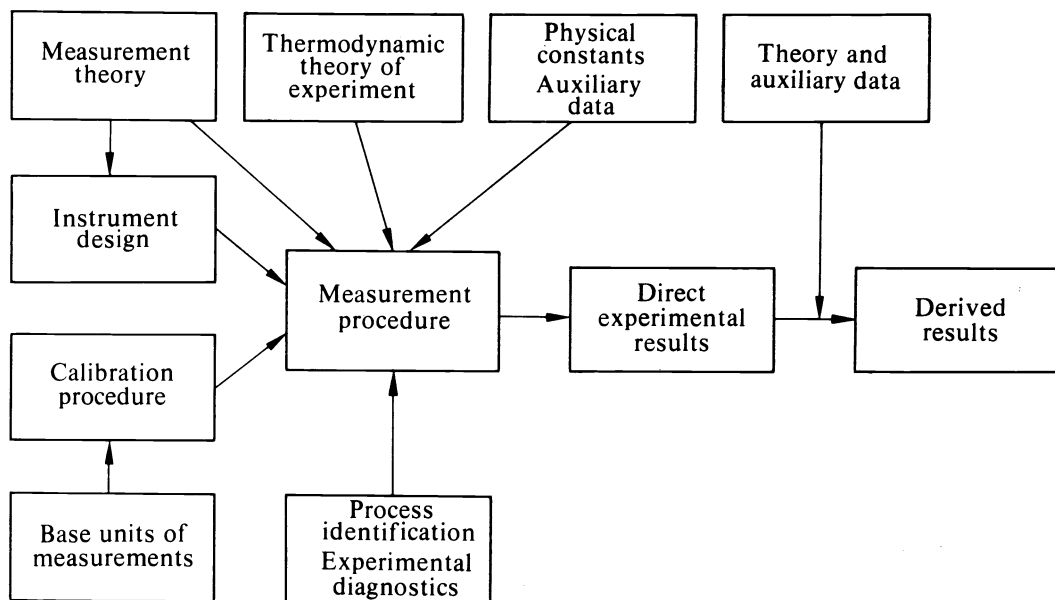 Measurement
theory
Thermodynamic
theory of
experiment
Physical
constants
Auxiliary
data
Theory and
auxiliary data
Instrument
design
Measurement
procedure
Direct
experimental
results
Derived
results
Calibration
procedure
Base units of
measurements
Process
identification
Experimental
diagnostics